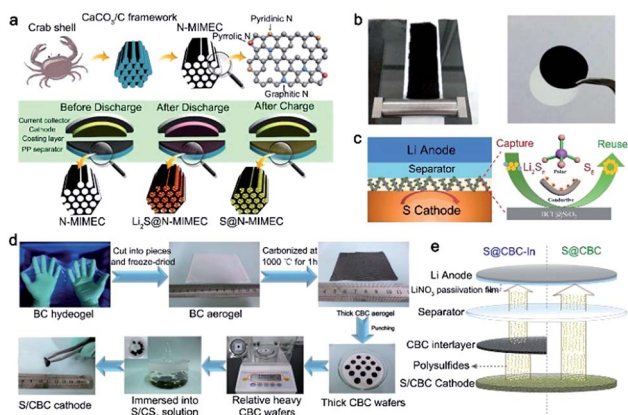 a
Crab shell
CaCO₃/C framework
N-MIMEC
Pyrrolic N
Pyridinic N
Graphitic N
Before Discharge
After Discharge
After Charge
Current collector
Cathode
Coating layer
PP separator
N-MIMEC
Li₂S@N-MIMEC
S@N-MIMEC
b
c
Li Anode
Separator
S Cathode
Capture
Reuse
Polar
Conductive
d
BC hydeogel
Cut into pieces
and freeze-dried
BC aerogel
Carbonized at
1000 ℃ for 1h
Thick CBC aerogel
Punching
Thick CBC wafers
Relative heavy
CBC wafers
Immersed into
S/CS₂ solution
S/CBC cathode
e
S@CBC-In
S@CBC
Li Anode
LiNO₃ passivation film
Separator
CBC interlayer
Polysulfides
S/CBC Cathode